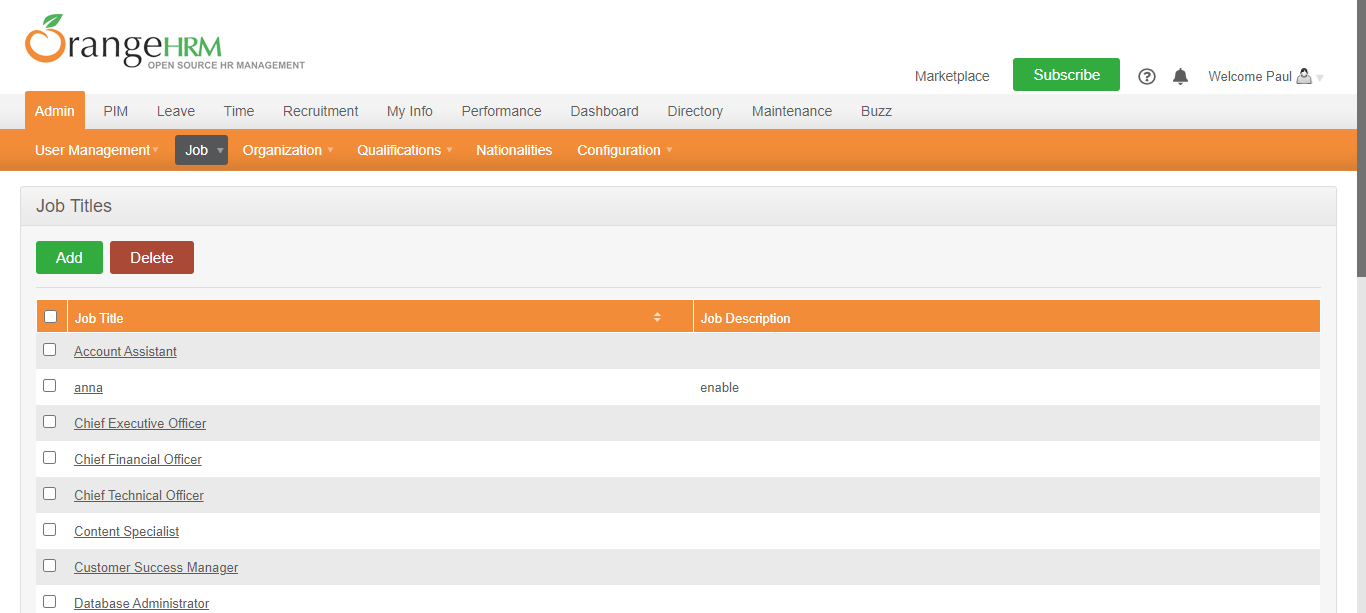 OrangeHRM
OPEN SOURCE HR MANAGEMENT
Marketplace Subscribe Welcome Paul
Admin PIM Leave Time Recruitment My Info Performance Dashboard Directory Maintenance Buzz
User Management Job Organization Qualifications Nationalities Configuration
Job Titles
Add Delete
Job Title Job Description
Account Assistant
anna enable
Chief Executive Officer
Chief Financial Officer
Chief Technical Officer
Content Specialist
Customer Success Manager
Database Administrator